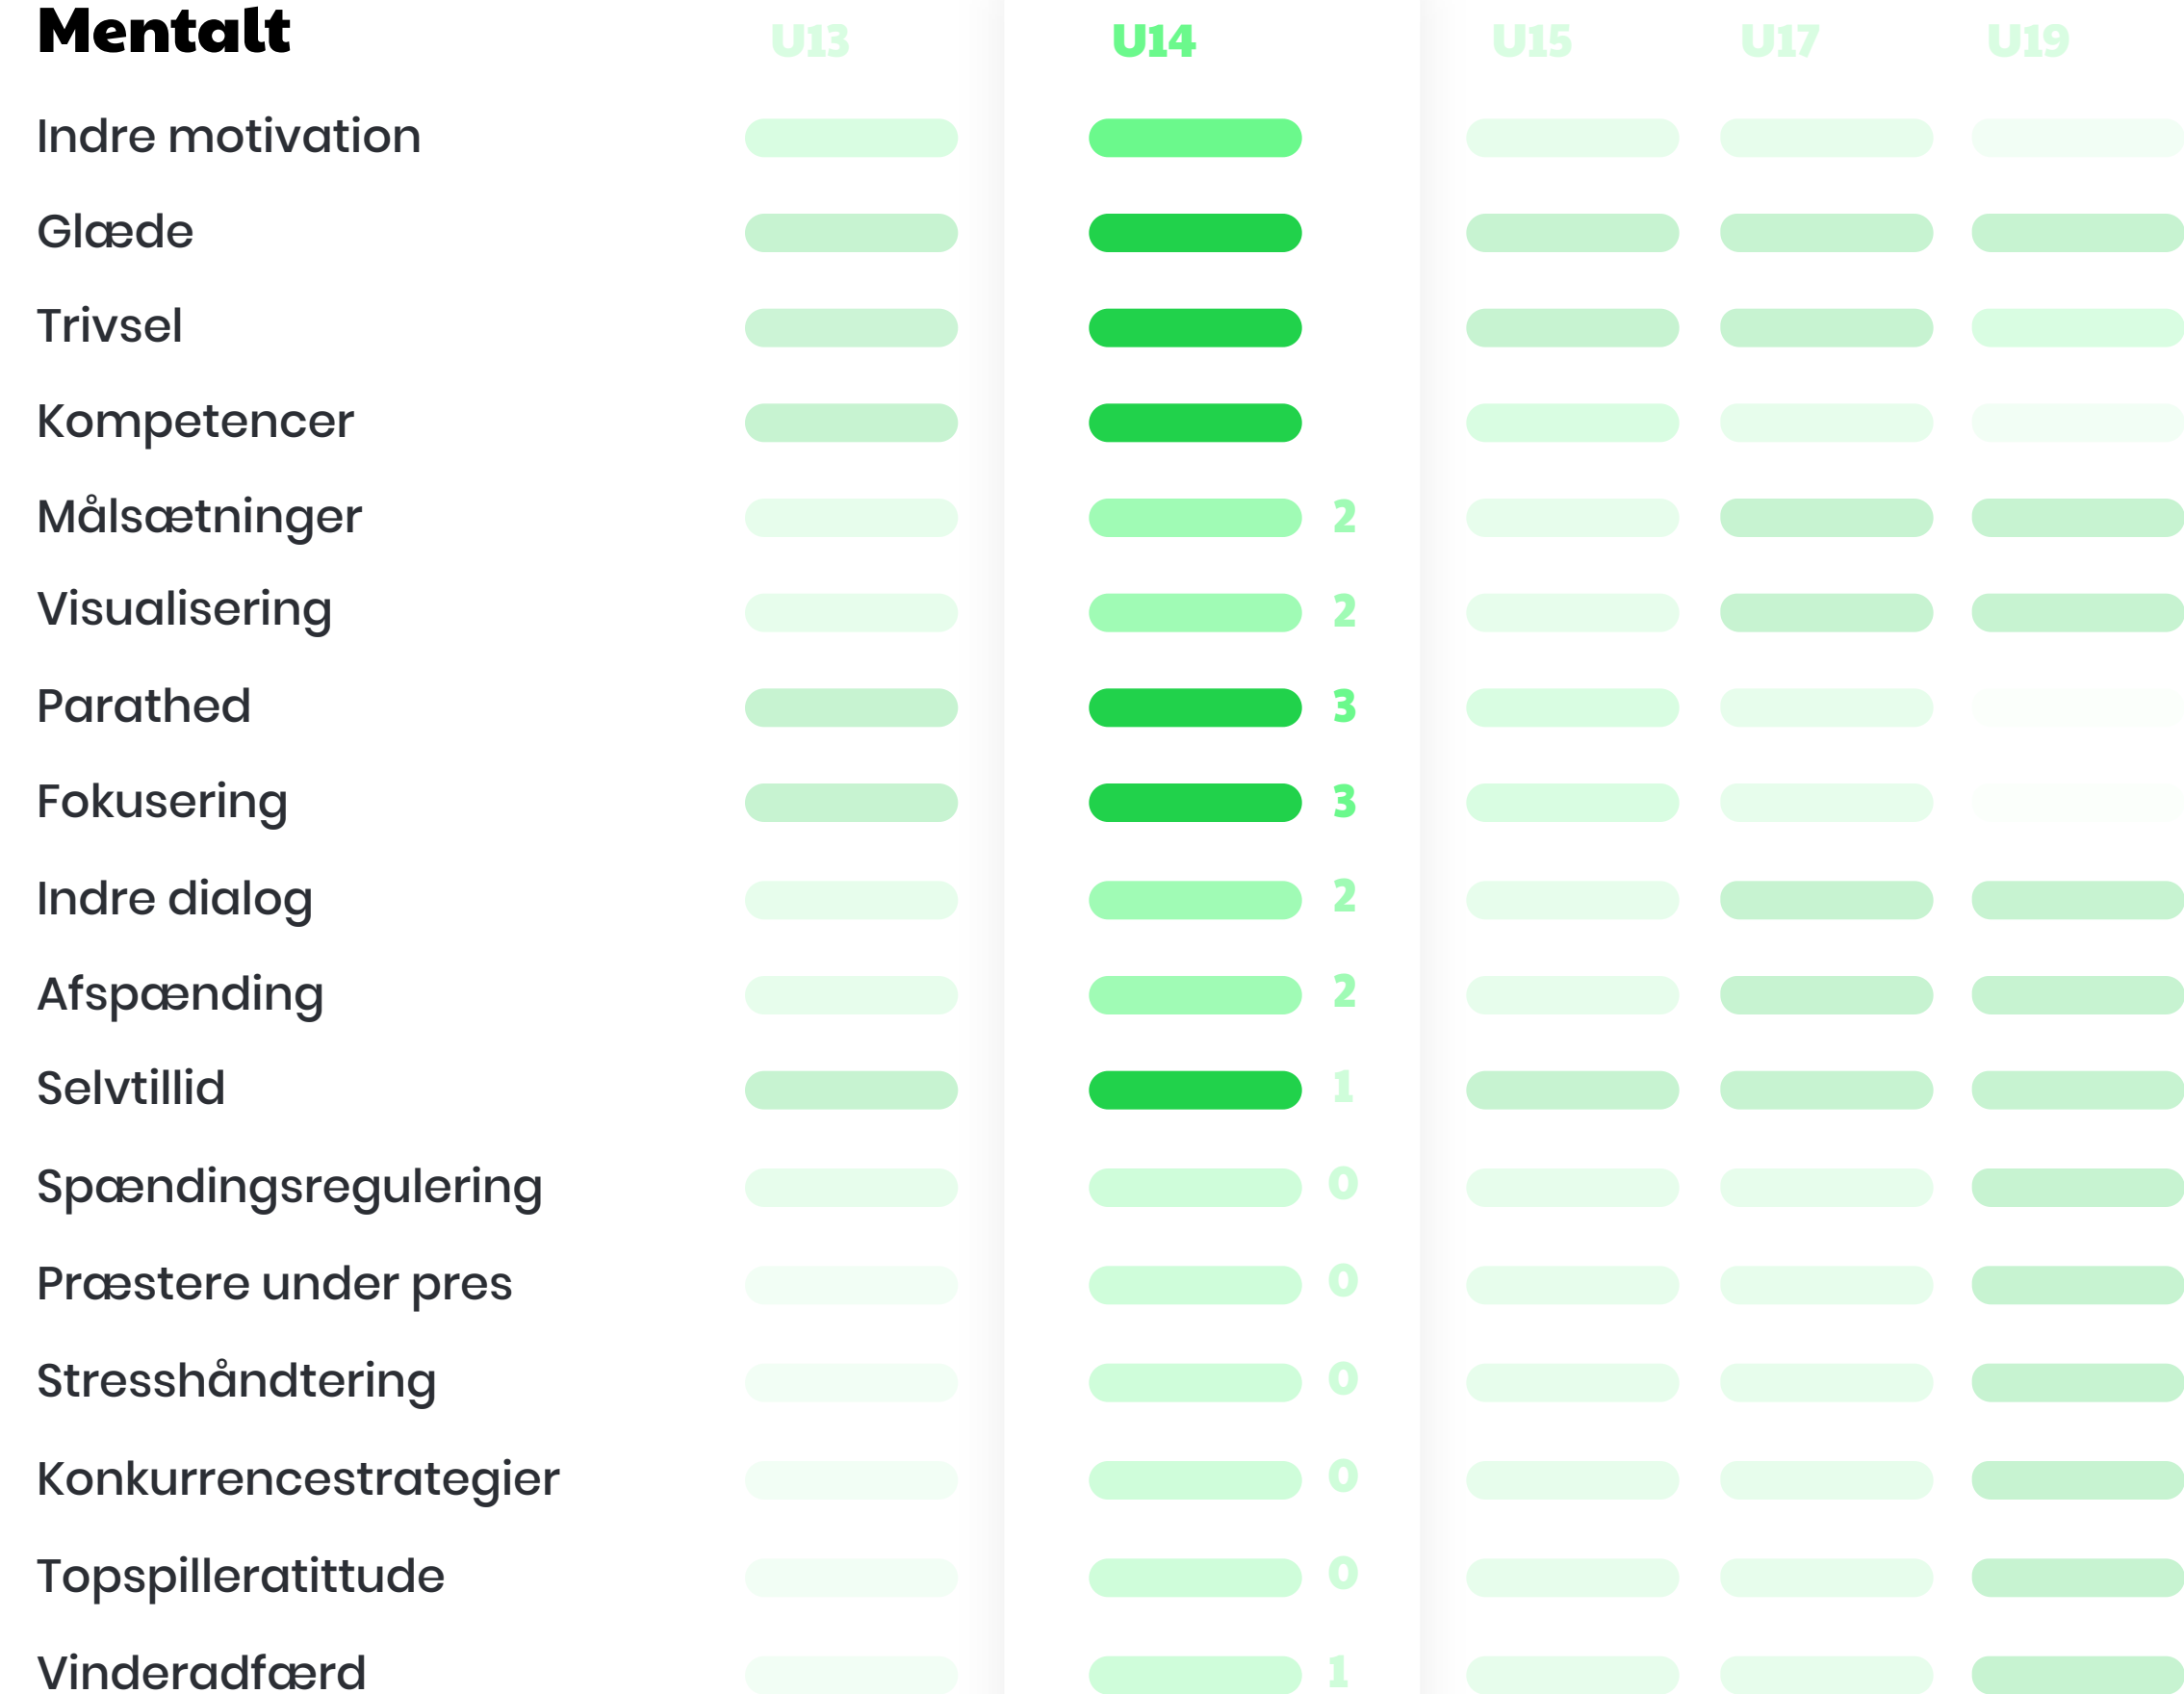 Mentalt U13 U14 U15 U17 U19
Indre motivation
Glæde
Trivsel
Kompetencer
Målsætninger 2
Visualisering 2
Parathed 3
Fokusering 3
Indre dialog 2
Afspænding 2
Selvtillid 1
Spændingsregulering 0
Præstere under pres 0
Stresshåndtering 0
Konkurrencestrategier 0
Topspilleratittude 0
Vinderadfærd 1